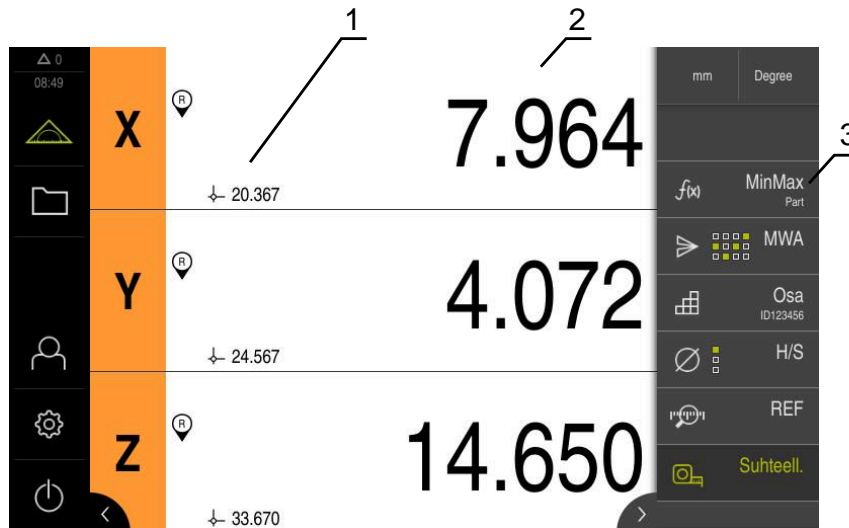 1
2
3
0
08:49
X
R
7.964
20.367
Y
R
4.072
24.567
Z
R
14.650
33.670
mm
Degree
f(x)
MinMax
Part
MWA
Osa
ID123456
H/S
REF
Suhteell.